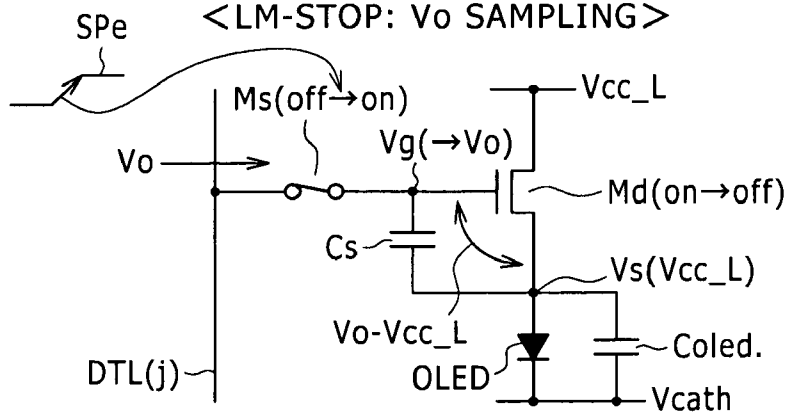 <LM-STOP: Vo SAMPLING>
SPe
Ms(off→on)
Vcc_L
Vg(→Vo)
Vo
Md(on→off)
Cs
Vs(Vcc_L)
Vo-Vcc_L
Coled.
DTL(j)
OLED
Vcath